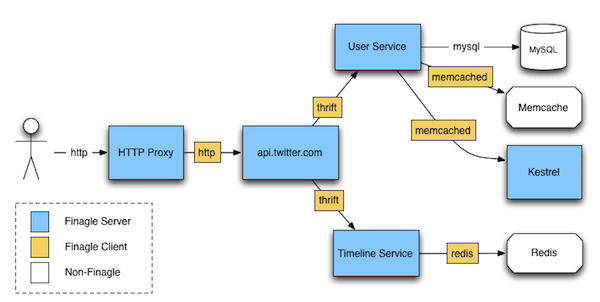 User Service
mysql
MySQL
memcached
Memcache
thrift
memcached
http
HTTP Proxy
http
api.twitter.com
Kestrel
thrift
Timeline Service
redis
Redis
Finagle Server
Finagle Client
Non-Finagle